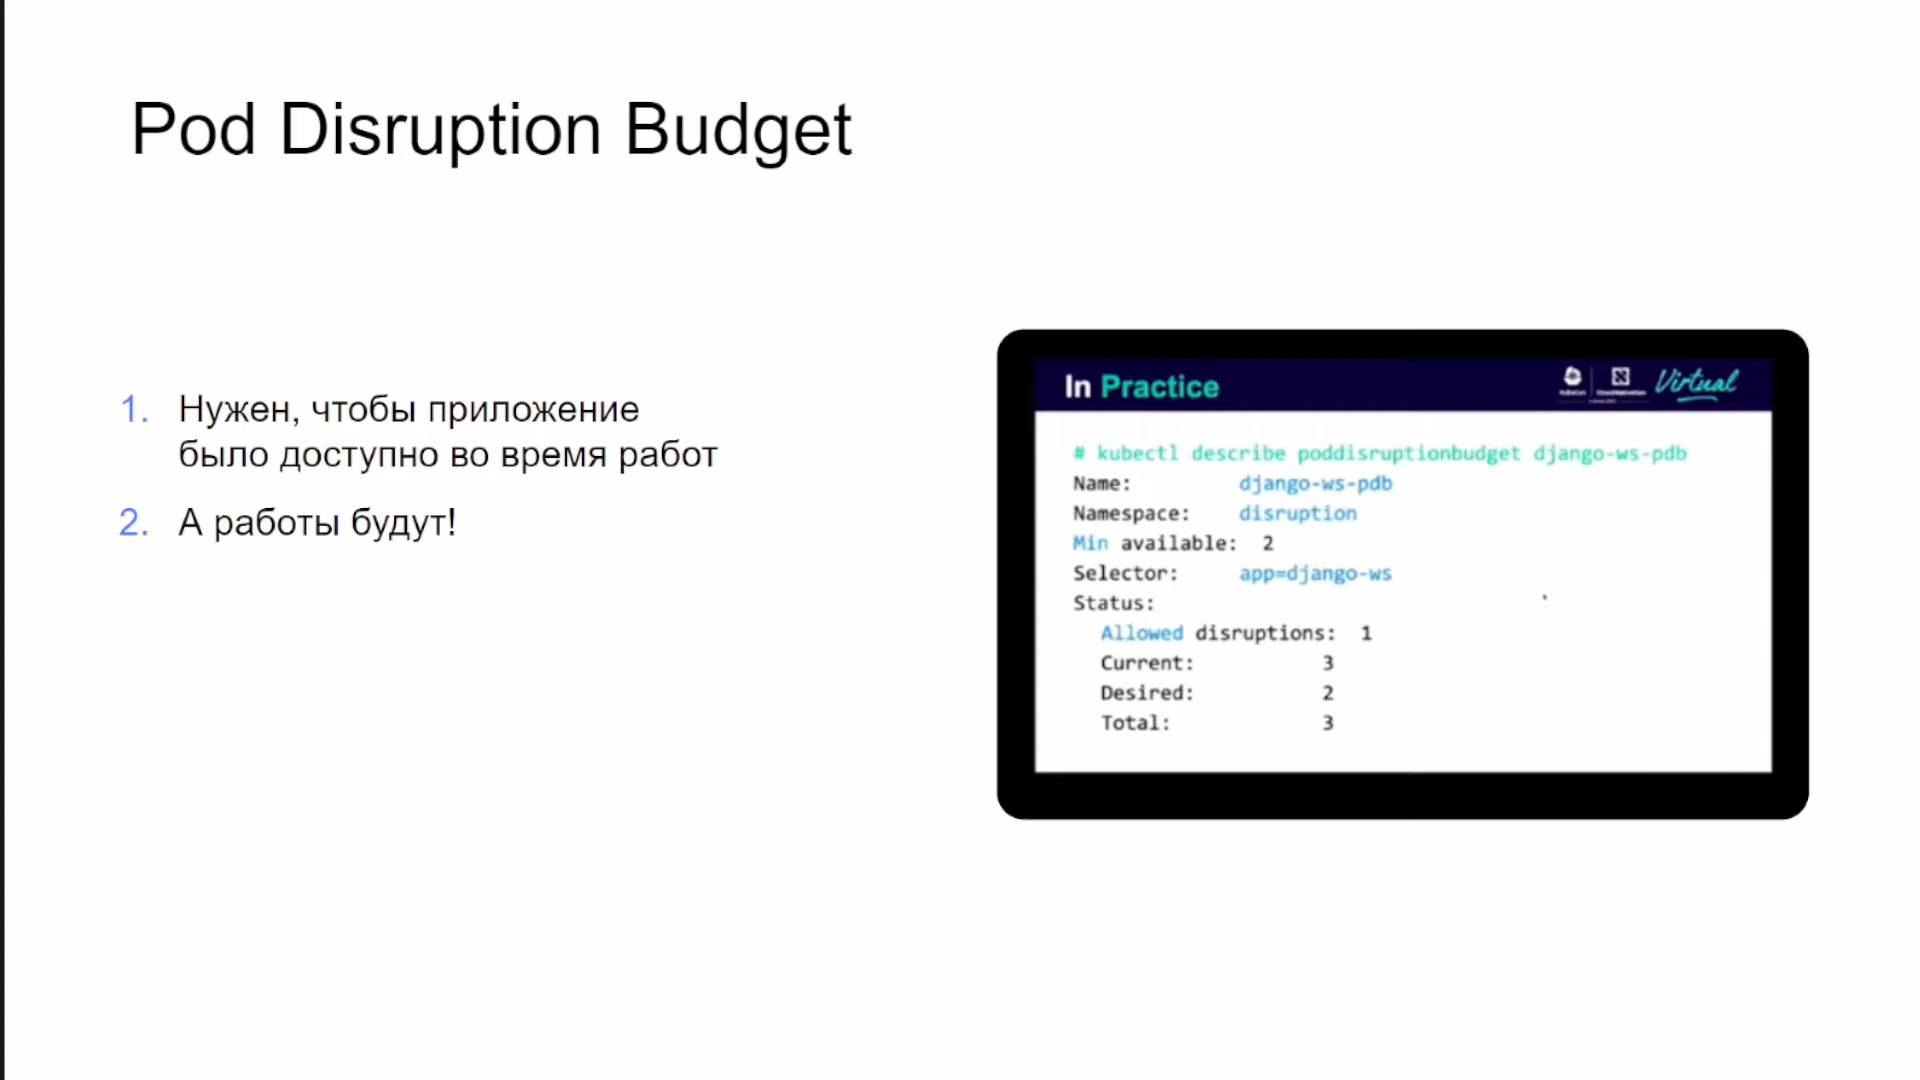 Pod Disruption Budget
1. Нужен, чтобы приложение
было доступно во время работ
2. А работы будут!
In Practice
Virtual
# kubectl describe poddisruptionbudget django-ws-pdb
Name: django-ws-pdb
Namespace: disruption
Min available: 2
Selector: app=django-ws
Status:
Allowed disruptions: 1
Current: 3
Desired: 2
Total: 3